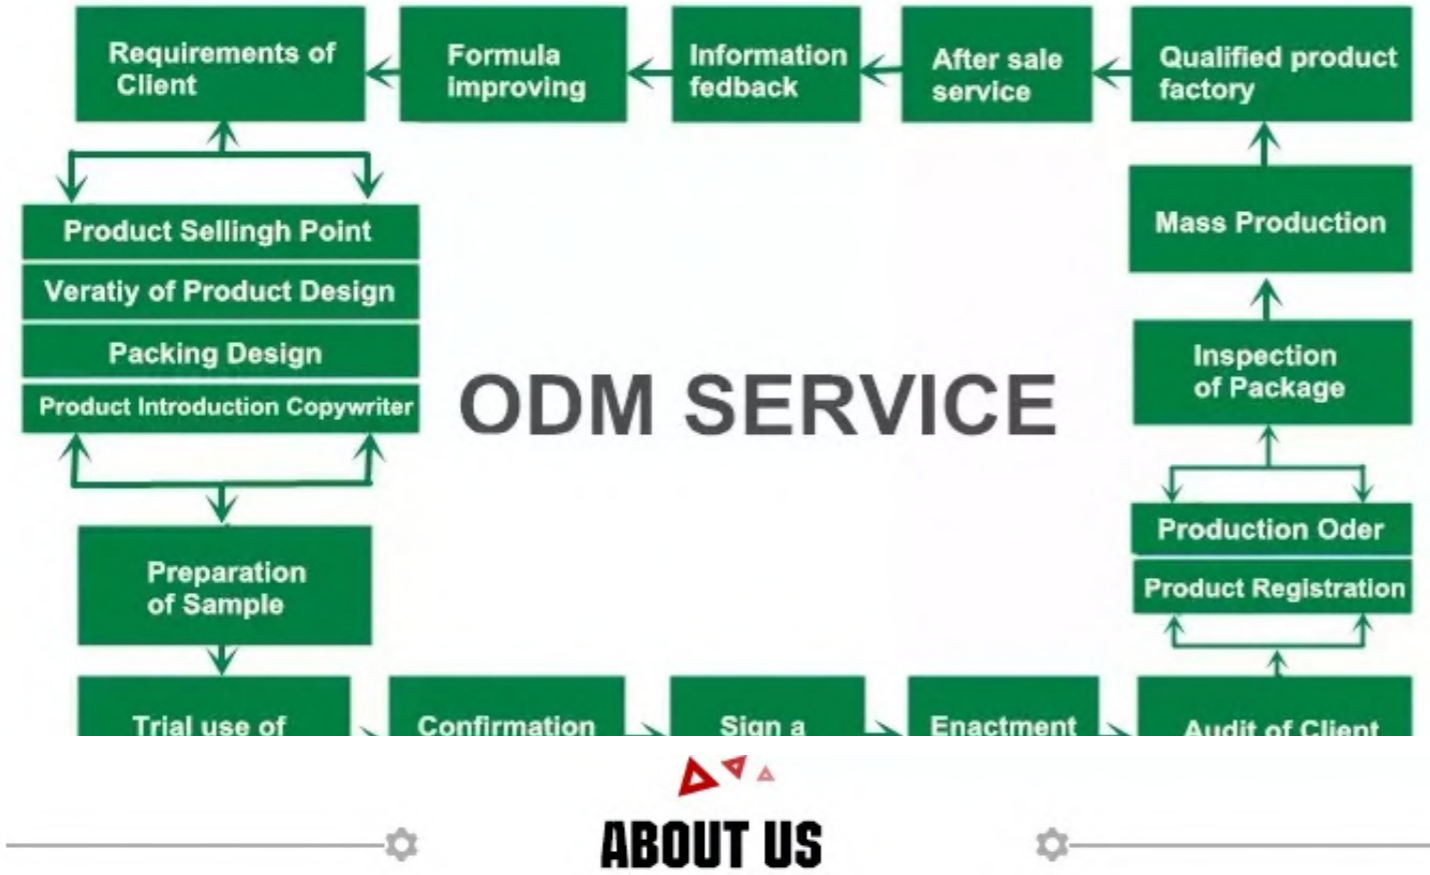 Requirements of
Client
Formula
improving
Information
fedback
After sale
service
Qualified product
factory
Product Sellingh Point
Veratiy of Product Design
Packing Design
Product Introduction Copywriter
ODM SERVICE
Mass Production
Inspection
of Package
Production Oder
Product Registration
Preparation
of Sample
Trial use of
Confirmation
Sign a
Enactment
Audit of Client
ABOUT US